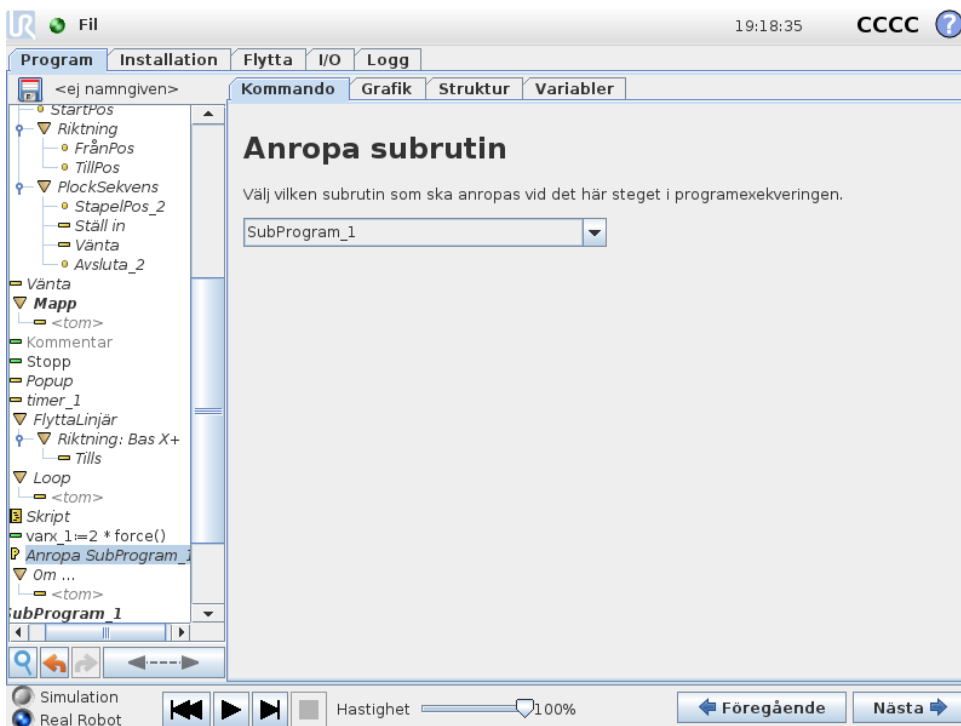 UR Fil 19:18:35 CCCC ?
Program Installation Flytta I/O Logg
<ej namngiven> Kommando Grafik Struktur Variabler
StartPos
Riktning
FrånPos
TillPos
PlockSekvens
StapelPos_2
Ställ in
Vänta
Avsluta_2
Vänta
Mapp
<tom>
Kommentar
Stopp
Popup
timer_1
FlyttaLinjär
Riktning: Bas X+
Tills
Loop
<tom>
Skript
varx_1:=2 * force()
Anropa SubProgram_1
Om ...
<tom>
SubProgram_1
Anropa subrutin
Välj vilken subrutin som ska anropas vid det här steget i programexekveringen.
SubProgram_1
Simulation
Real Robot
Hastighet 100%
Föregående Nästa